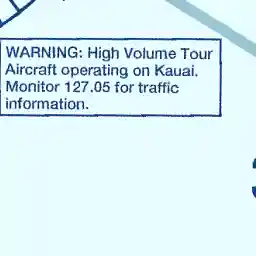 WARNING: High Volume Tour
Aircraft operating on Kauai.
Monitor 127.05 for traffic
information.